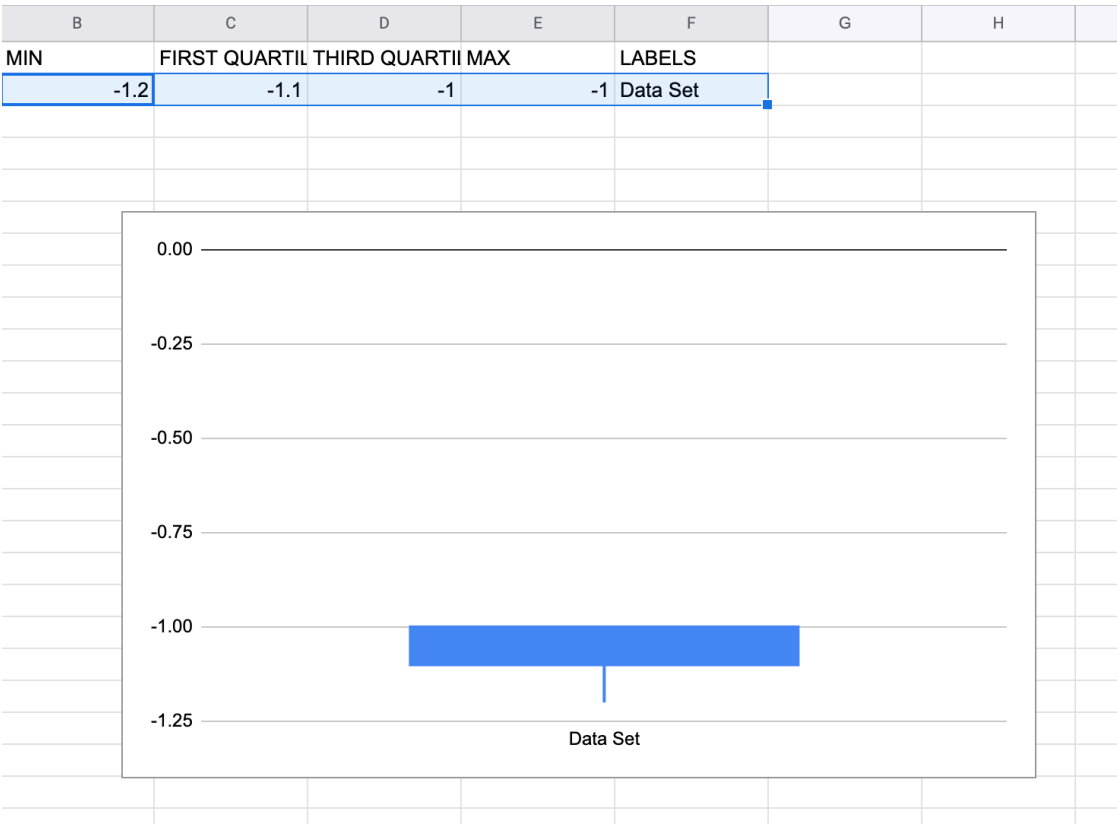 B C D E F G H
MIN FIRST QUARTIL THIRD QUARTII MAX LABELS
-1.2 -1.1 -1 -1 Data Set
0.00
-0.25
-0.50
-0.75
-1.00
-1.25
Data Set